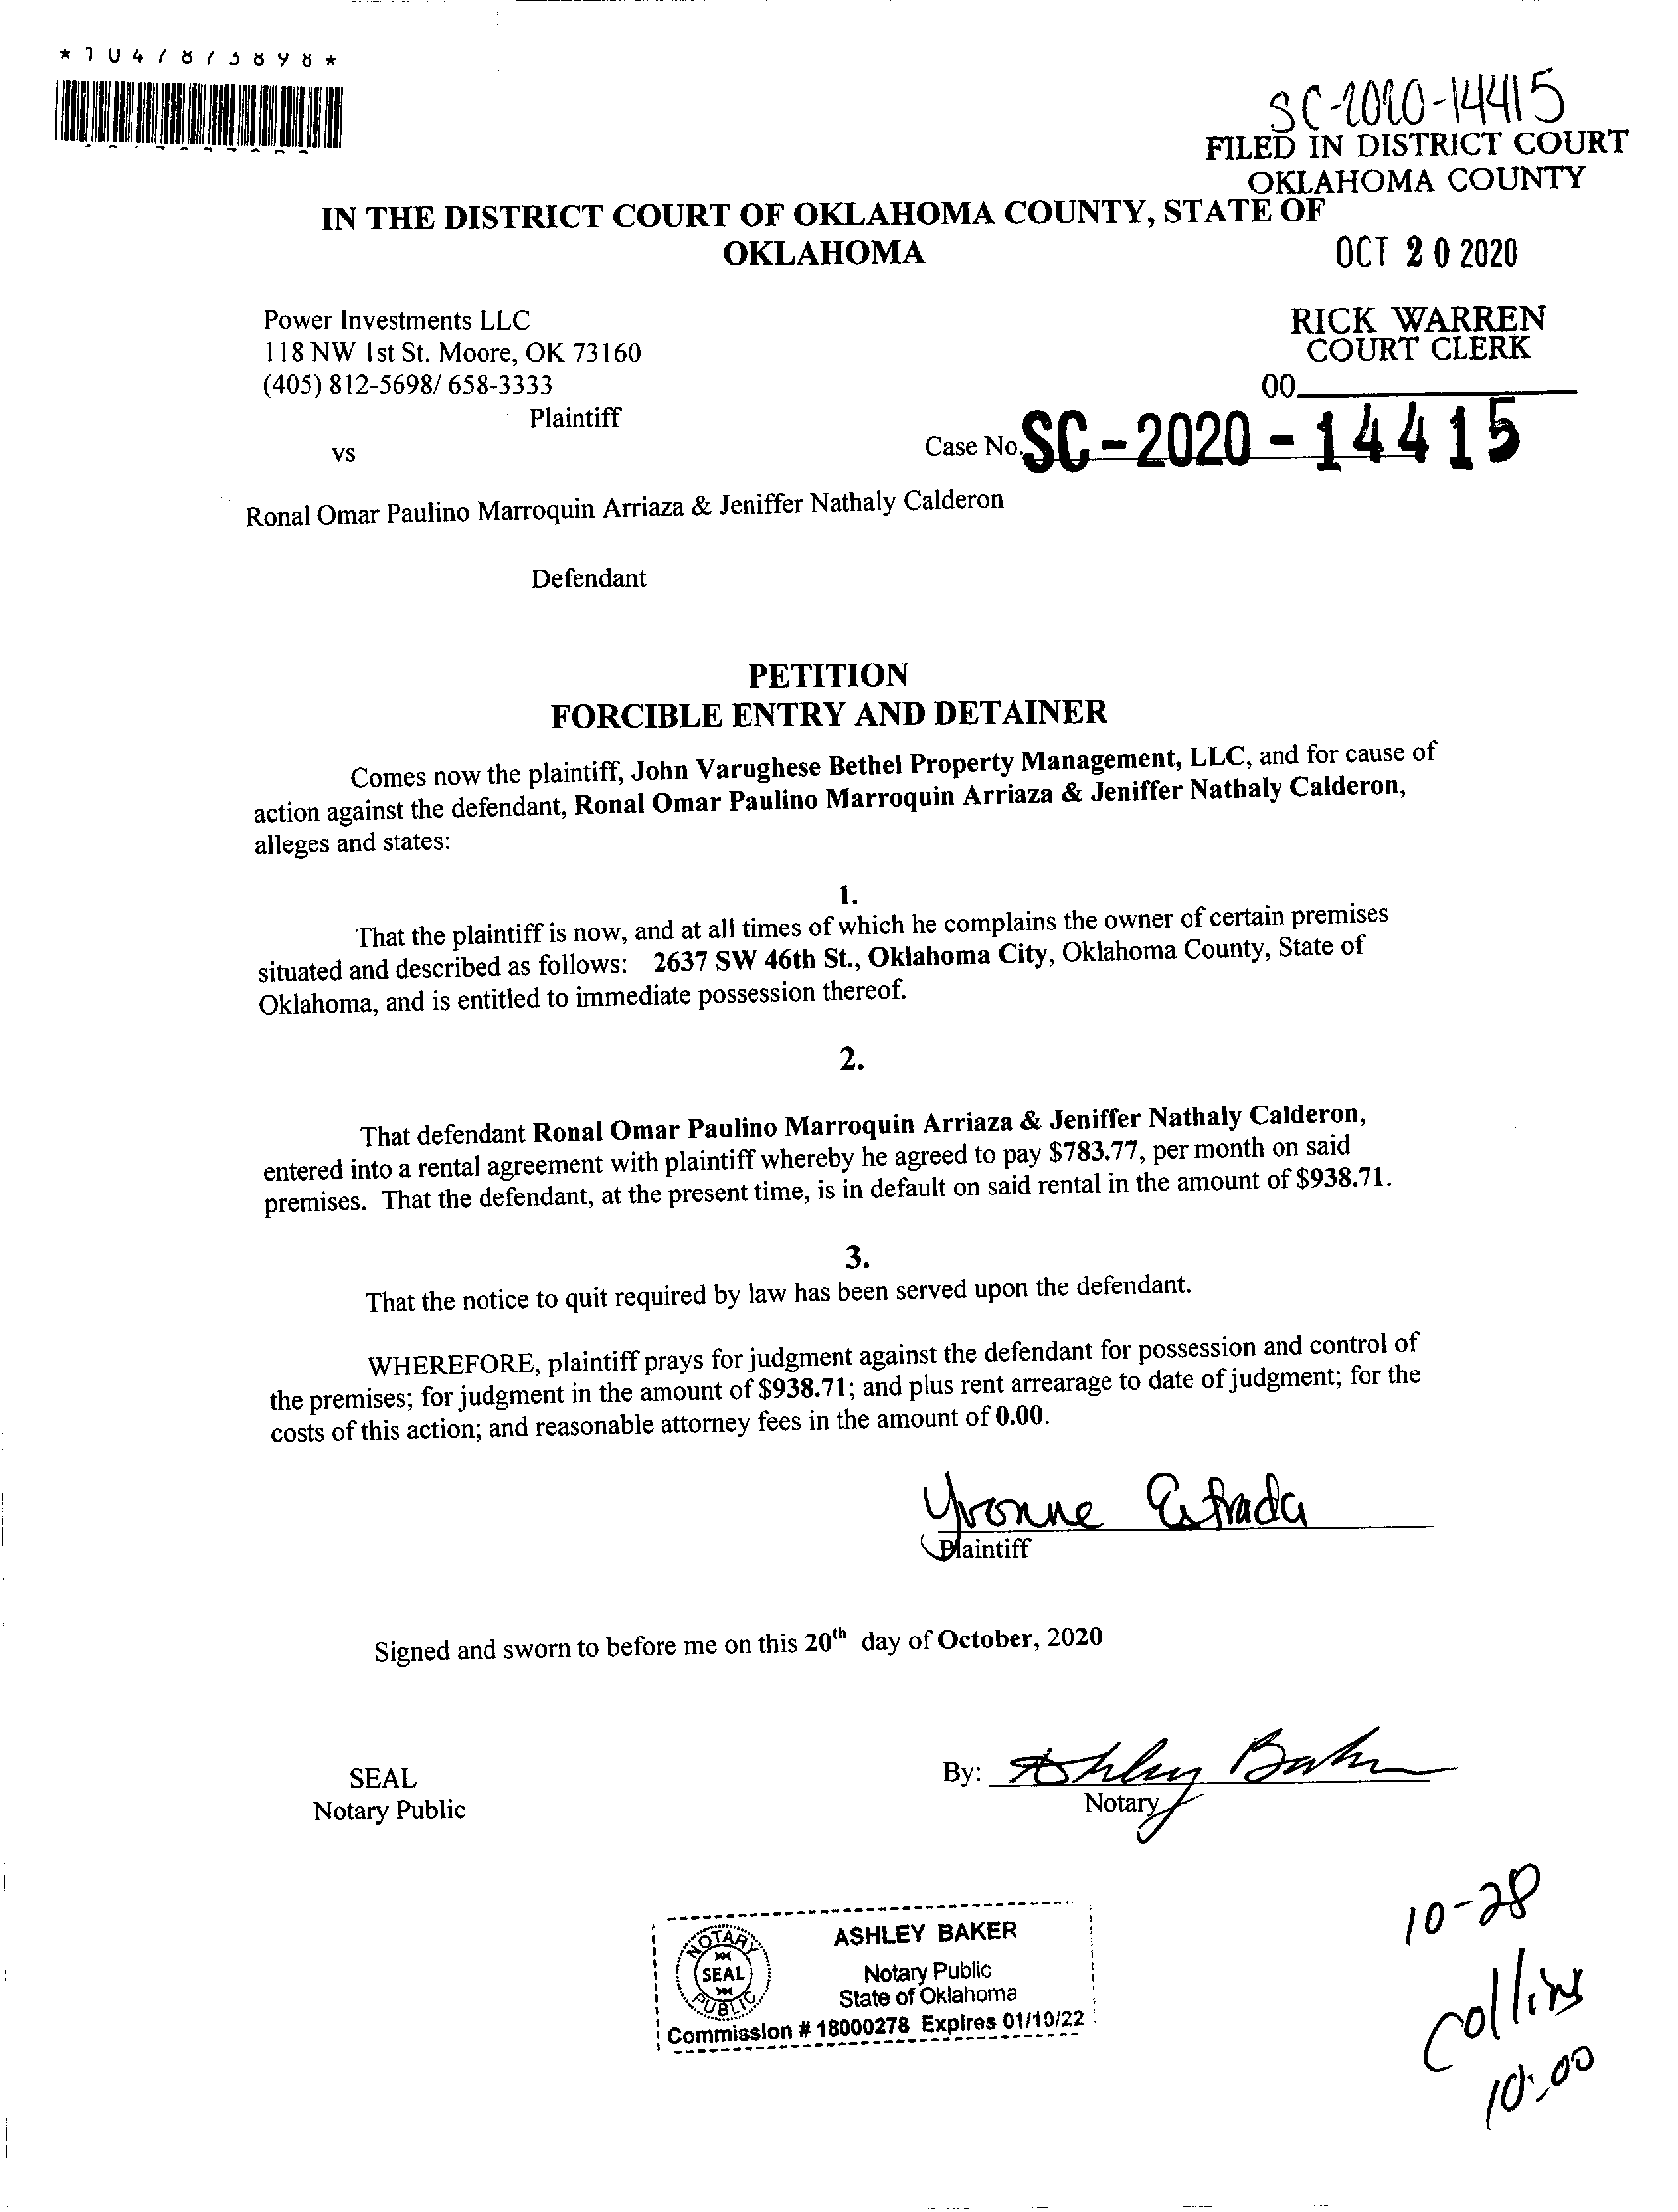 SC-2020-14415
FILED IN DISTRICT COURT
OKLAHOMA COUNTY
IN THE DISTRICT COURT OF OKLAHOMA COUNTY, STATE OF
OKLAHOMA
OCT 20 2020
Power Investments LLC
118 NW 1st St. Moore, OK 73160
(405) 812-5698/ 658-3333
Plaintiff
RICK WARREN
COURT CLERK
00
vs
Case No. SC-2020-14415
Ronal Omar Paulino Marroquin Arriaza & Jeniffer Nathaly Calderon
Defendant
PETITION
FORCIBLE ENTRY AND DETAINER
Comes now the plaintiff, John Varughese Bethel Property Management, LLC, and for cause of
action against the defendant, Ronal Omar Paulino Marroquin Arriaza & Jeniffer Nathaly Calderon,
alleges and states:
1.
That the plaintiff is now, and at all times of which he complains the owner of certain premises
situated and described as follows: 2637 SW 46th St., Oklahoma City, Oklahoma County, State of
Oklahoma, and is entitled to immediate possession thereof.
2.
That defendant Ronal Omar Paulino Marroquin Arriaza & Jeniffer Nathaly Calderon,
entered into a rental agreement with plaintiff whereby he agreed to pay $783.77, per month on said
premises. That the defendant, at the present time, is in default on said rental in the amount of $938.71.
3.
That the notice to quit required by law has been served upon the defendant.
WHEREFORE, plaintiff prays for judgment against the defendant for possession and control of
the premises; for judgment in the amount of $938.71; and plus rent arrearage to date of judgment; for the
costs of this action; and reasonable attorney fees in the amount of 0.00.
Yvonne Estrada
Plaintiff
Signed and sworn to before me on this 20th day of October, 2020
SEAL
Notary Public
By: Ashley Baker
Notary
NOTARY
SEAL
PUBLIC
ASHLEY BAKER
Notary Public
State of Oklahoma
Commission # 18000278 Expires 01/10/22
10-28
Collins
10:00